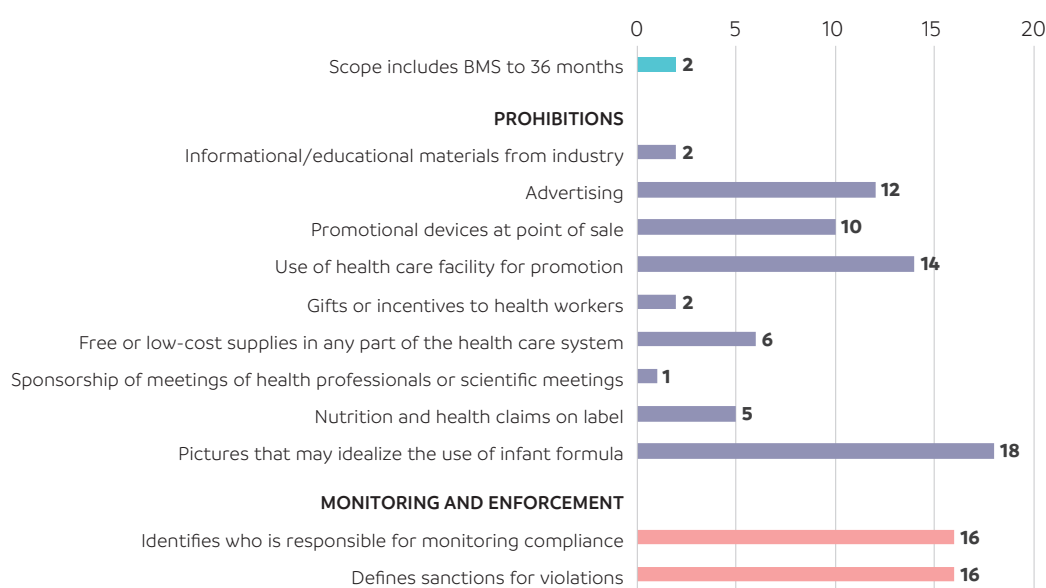 0 5 10 15 20
Scope includes BMS to 36 months 2
PROHIBITIONS
Informational/educational materials from industry 2
Advertising 12
Promotional devices at point of sale 10
Use of health care facility for promotion 14
Gifts or incentives to health workers 2
Free or low-cost supplies in any part of the health care system 6
Sponsorship of meetings of health professionals or scientific meetings 1
Nutrition and health claims on label 5
Pictures that may idealize the use of infant formula 18
MONITORING AND ENFORCEMENT
Identifies who is responsible for monitoring compliance 16
Defines sanctions for violations 16